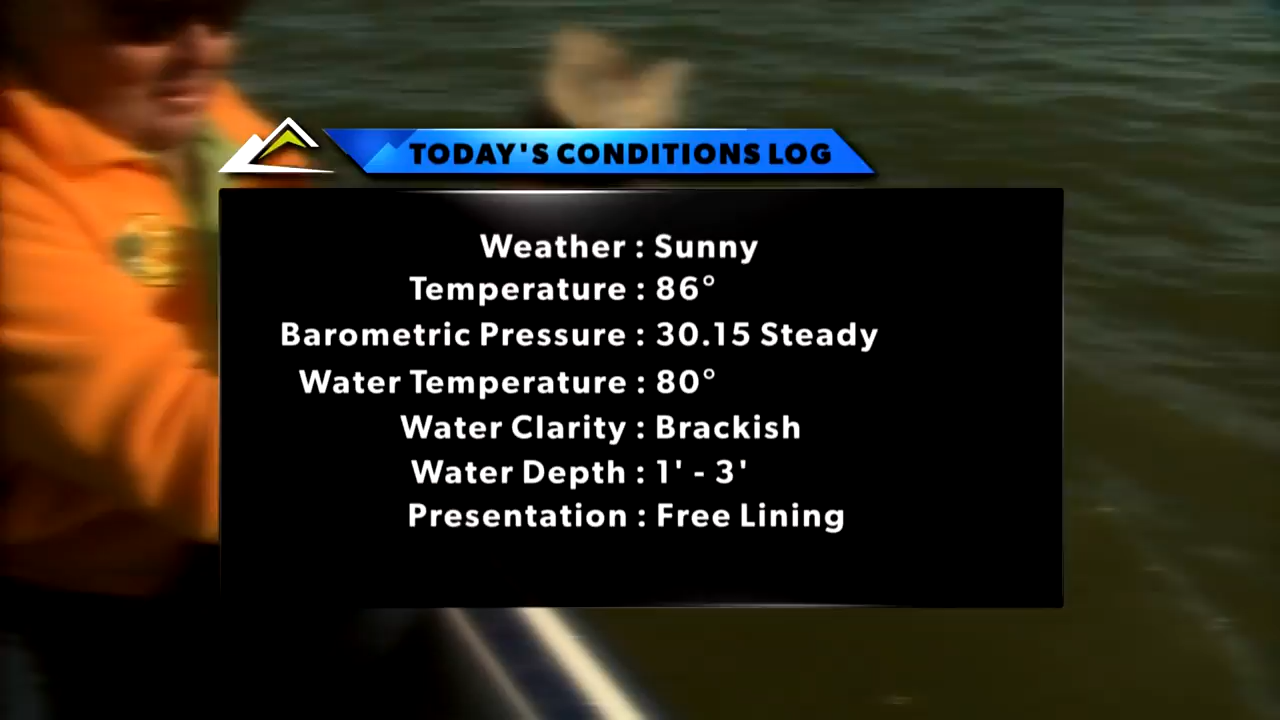 TODAY'S CONDITIONS LOG
Weather : Sunny
Temperature : 86°
Barometric Pressure : 30.15 Steady
Water Temperature : 80°
Water Clarity : Brackish
Water Depth : 1' - 3'
Presentation : Free Lining